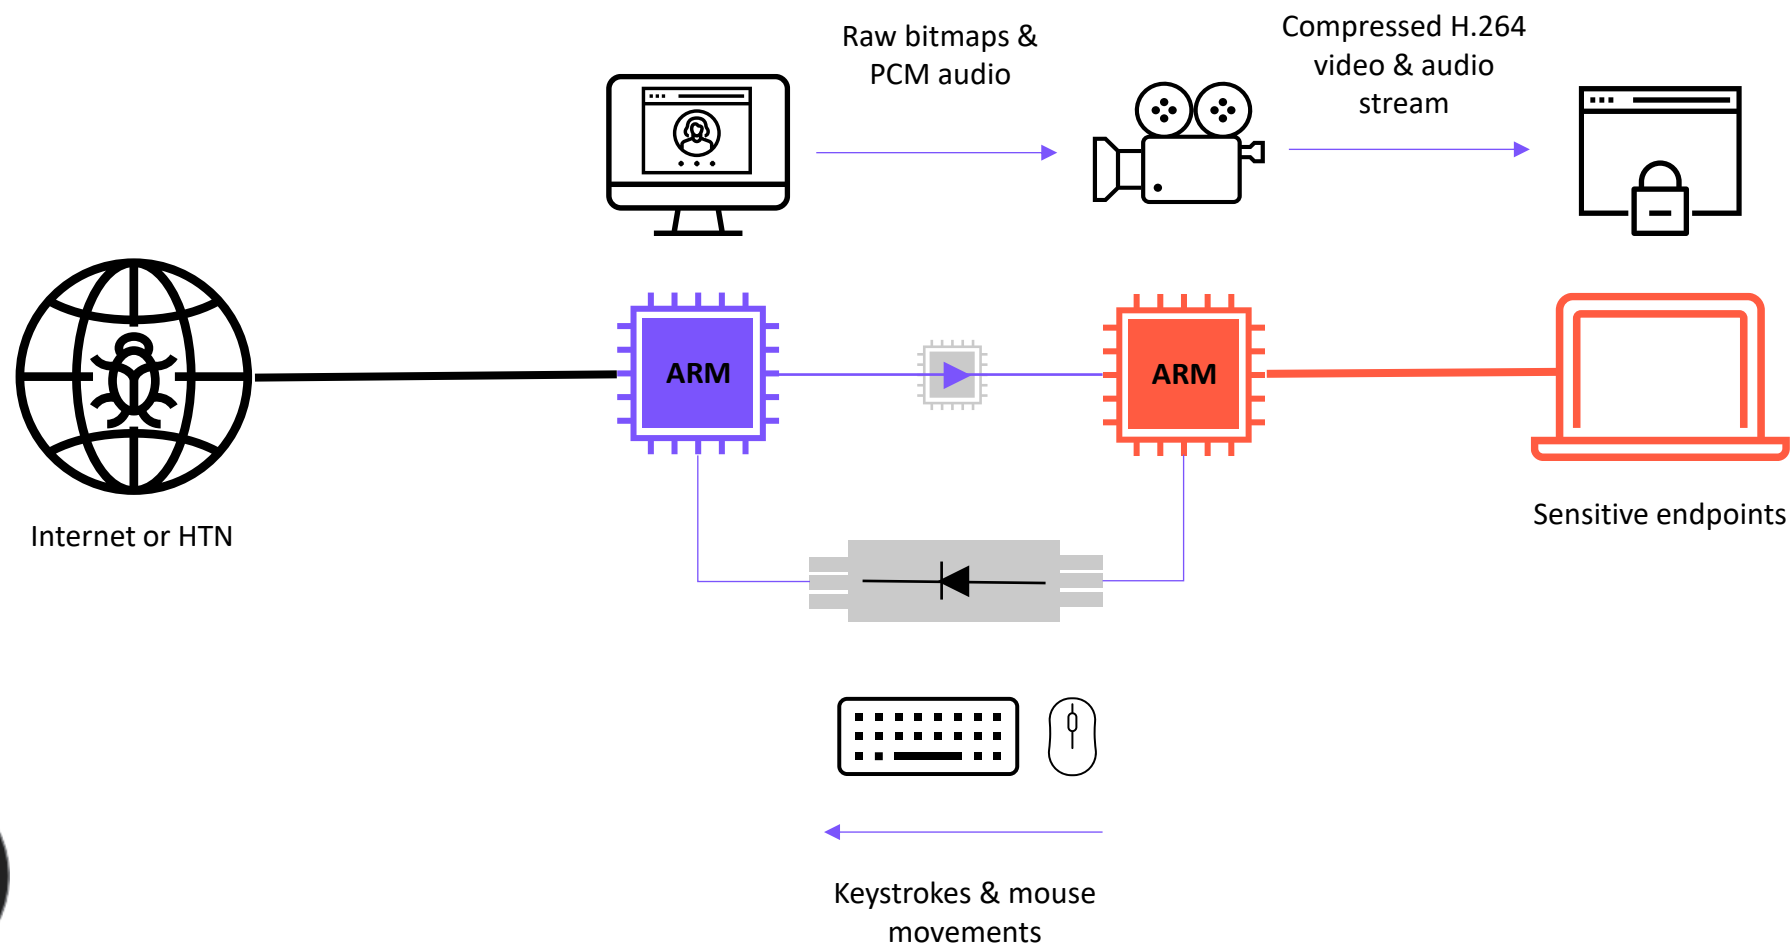 Raw bitmaps &
PCM audio
Compressed H.264
video & audio
stream
ARM
ARM
Internet or HTN
Sensitive endpoints
Keystrokes & mouse
movements